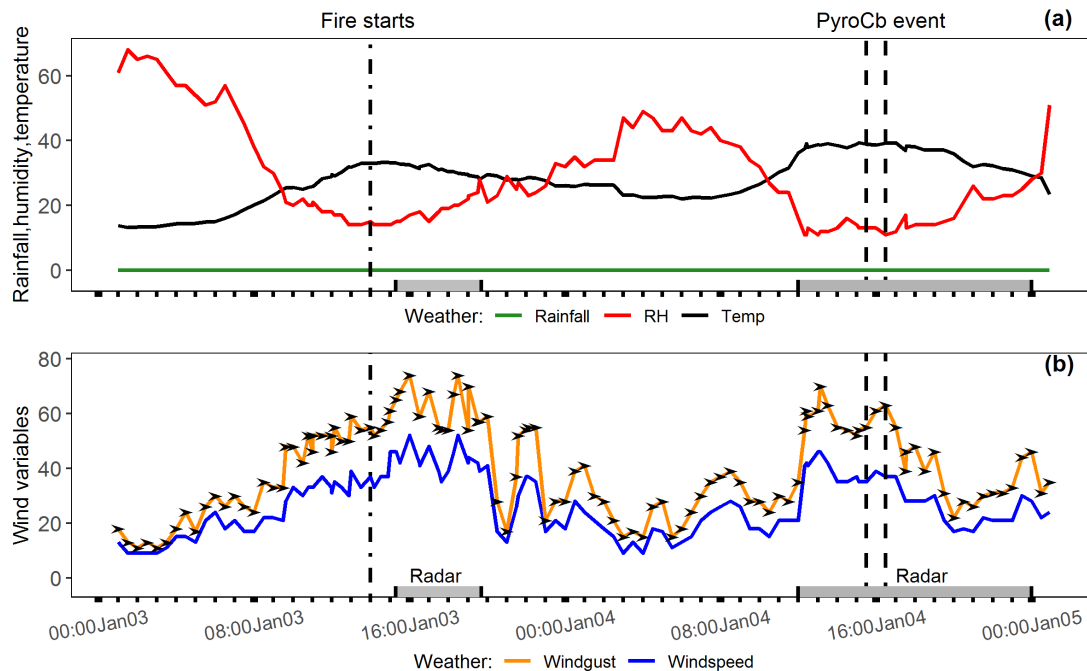 Fire starts
PyroCb event
(a)
Rainfall,humidity,temperature
60
40
20
0
Weather: Rainfall RH Temp
(b)
Wind variables
80
60
40
20
0
Radar
Radar
00:00Jan03
08:00Jan03
16:00Jan03
00:00Jan04
08:00Jan04
16:00Jan04
00:00Jan05
Weather: Windgust Windspeed